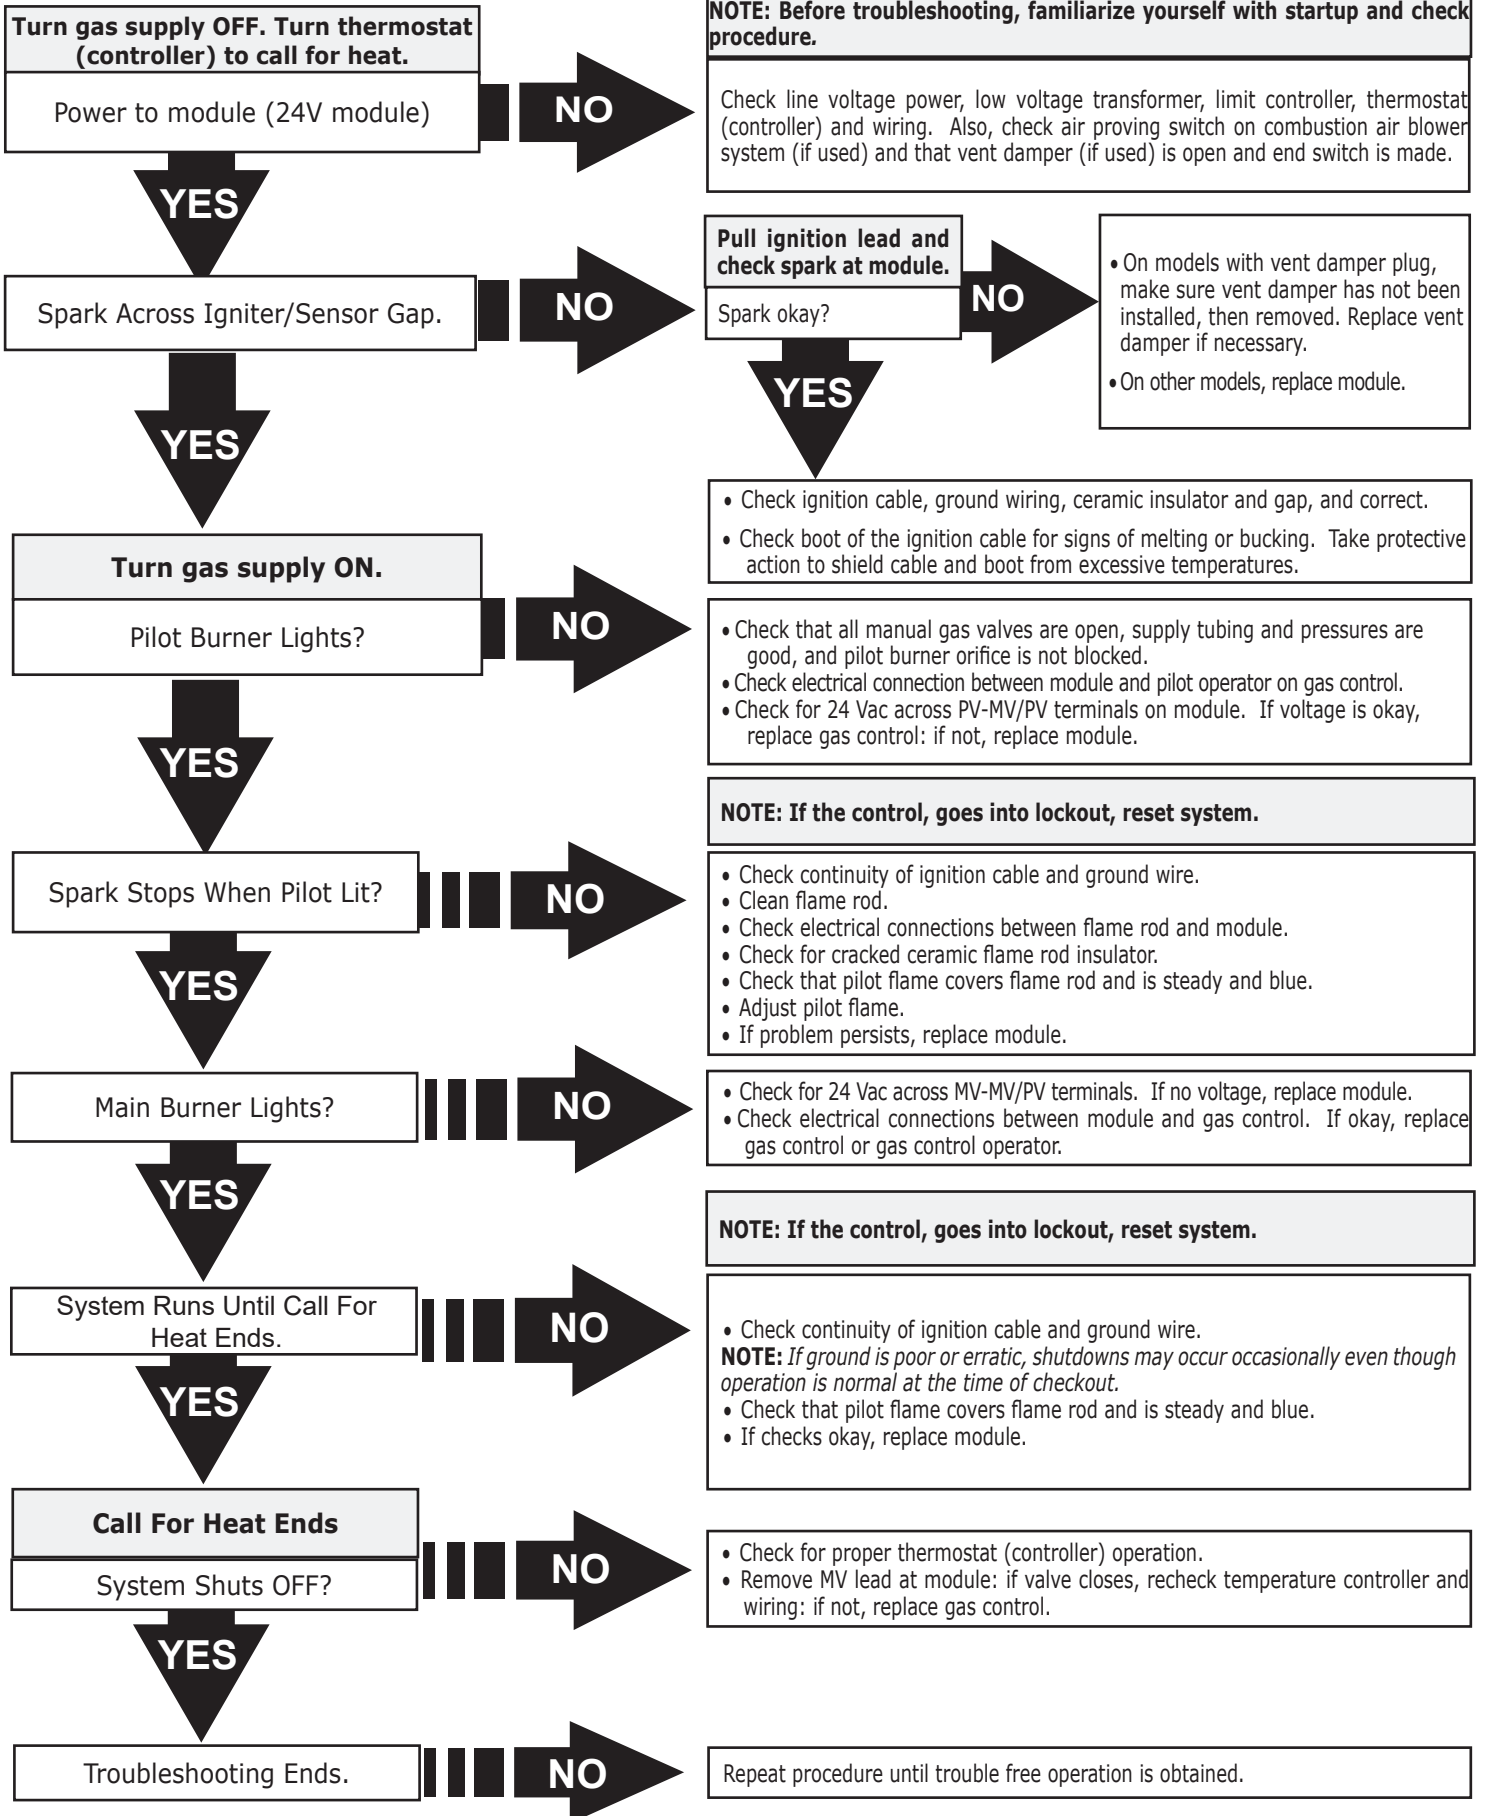 Turn gas supply OFF. Turn thermostat
(controller) to call for heat.
NOTE: Before troubleshooting, familiarize yourself with startup and check
procedure.
Power to module (24V module)
NO
Check line voltage power, low voltage transformer, limit controller, thermostat
(controller) and wiring. Also, check air proving switch on combustion air blower
system (if used) and that vent damper (if used) is open and end switch is made.
YES
Spark Across Igniter/Sensor Gap.
NO
Pull ignition lead and
check spark at module.
Spark okay?
NO
• On models with vent damper plug,
make sure vent damper has not been
installed, then removed. Replace vent
damper if necessary.
• On other models, replace module.
YES
• Check ignition cable, ground wiring, ceramic insulator and gap, and correct.
• Check boot of the ignition cable for signs of melting or bucking. Take protective
action to shield cable and boot from excessive temperatures.
YES
Turn gas supply ON.
Pilot Burner Lights?
NO
• Check that all manual gas valves are open, supply tubing and pressures are
good, and pilot burner orifice is not blocked.
• Check electrical connection between module and pilot operator on gas control.
• Check for 24 Vac across PV-MV/PV terminals on module. If voltage is okay,
replace gas control: if not, replace module.
YES
NOTE: If the control, goes into lockout, reset system.
Spark Stops When Pilot Lit?
NO
• Check continuity of ignition cable and ground wire.
• Clean flame rod.
• Check electrical connections between flame rod and module.
• Check for cracked ceramic flame rod insulator.
• Check that pilot flame covers flame rod and is steady and blue.
• Adjust pilot flame.
• If problem persists, replace module.
YES
Main Burner Lights?
NO
• Check for 24 Vac across MV-MV/PV terminals. If no voltage, replace module.
• Check electrical connections between module and gas control. If okay, replace
gas control or gas control operator.
YES
NOTE: If the control, goes into lockout, reset system.
System Runs Until Call For
Heat Ends.
NO
• Check continuity of ignition cable and ground wire.
NOTE: If ground is poor or erratic, shutdowns may occur occasionally even though
operation is normal at the time of checkout.
• Check that pilot flame covers flame rod and is steady and blue.
• If checks okay, replace module.
YES
Call For Heat Ends
System Shuts OFF?
NO
• Check for proper thermostat (controller) operation.
• Remove MV lead at module: if valve closes, recheck temperature controller and
wiring: if not, replace gas control.
YES
Troubleshooting Ends.
NO
Repeat procedure until trouble free operation is obtained.